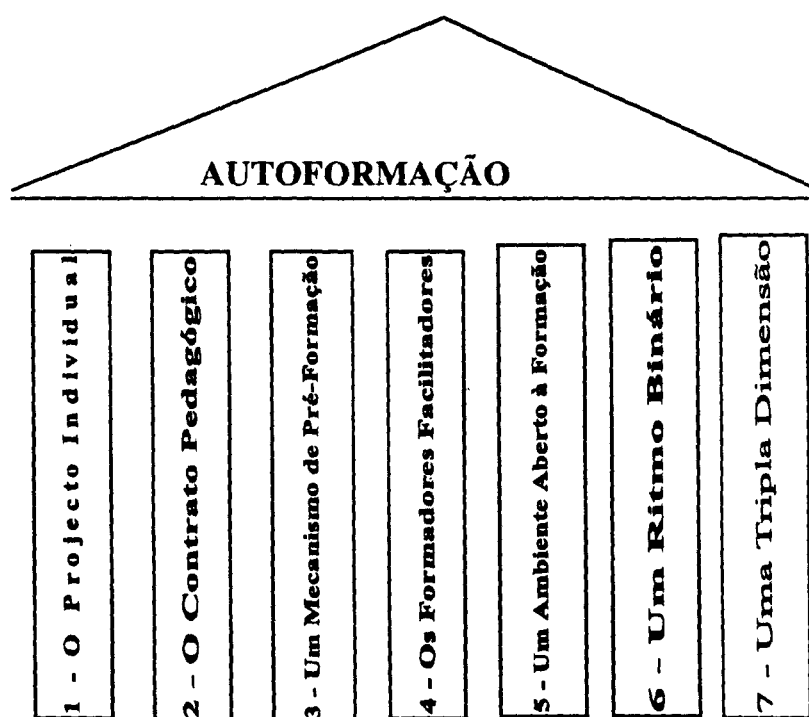 AUTOFORMAÇÃO
1 - O Projecto Individual
2 - O Contrato Pedagógico
3 - Um Mecanismo de Pré-Formação
4 - Os Formadores Facilitadores
5 - Um Ambiente Aberto à Formação
6 - Um Ritmo Binário
7 - Uma Tripla Dimensão